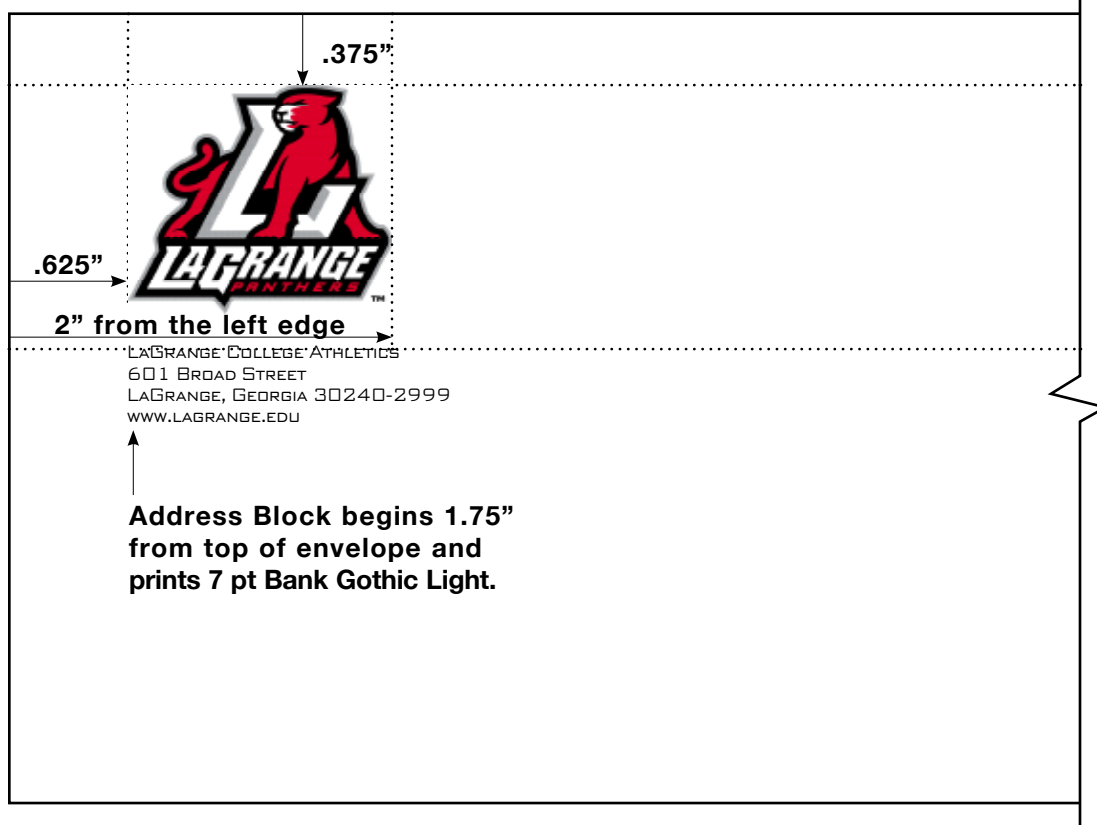 .375”
LAGRANGE
PANTHERS
™
.625”
2” from the left edge
LaGrange College Athletics
601 Broad Street
LaGrange, Georgia 30240-2999
www.lagrange.edu
Address Block begins 1.75”
from top of envelope and
prints 7 pt Bank Gothic Light.